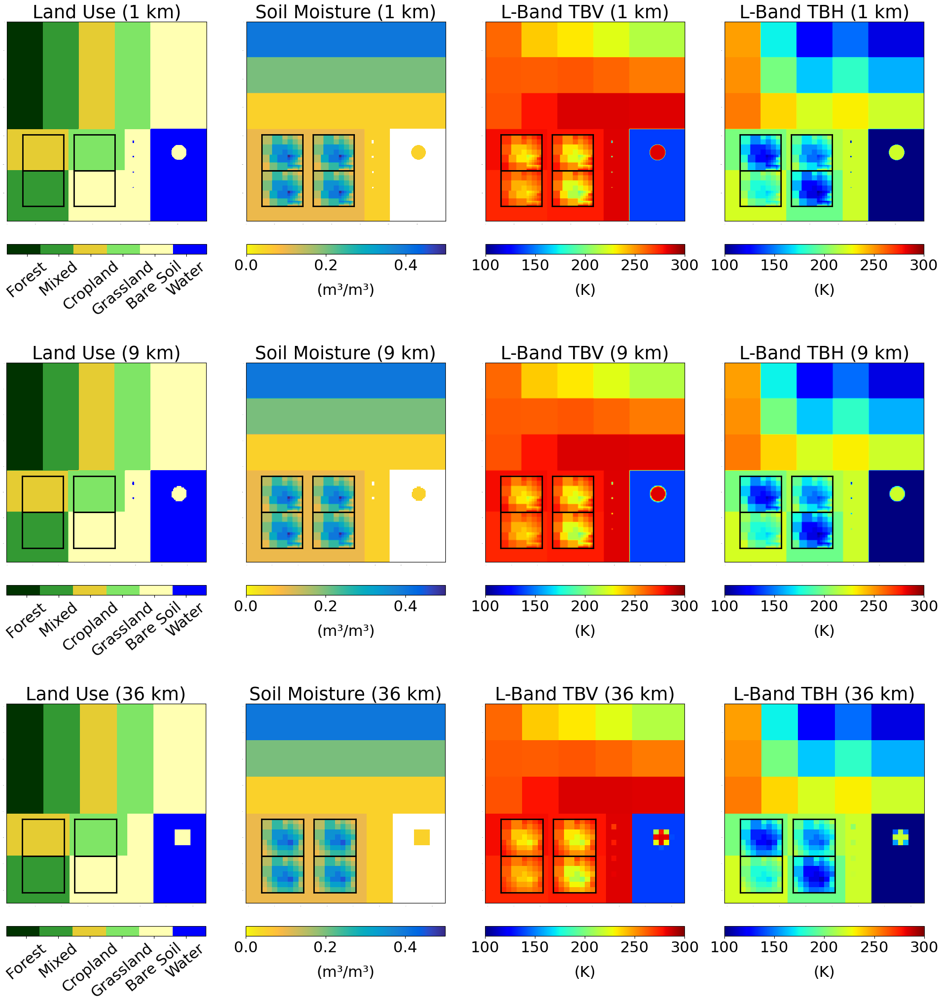 Land Use (1 km) Soil Moisture (1 km) L-Band TBV (1 km) L-Band TBH (1 km)
0.0 0.2 0.4 100 150 200 250 300 100 150 200 250 300
Forest Mixed Cropland Grassland Bare Soil Water
(m³/m³) (K) (K)
Land Use (9 km) Soil Moisture (9 km) L-Band TBV (9 km) L-Band TBH (9 km)
0.0 0.2 0.4 100 150 200 250 300 100 150 200 250 300
Forest Mixed Cropland Grassland Bare Soil Water
(m³/m³) (K) (K)
Land Use (36 km) Soil Moisture (36 km) L-Band TBV (36 km) L-Band TBH (36 km)
0.0 0.2 0.4 100 150 200 250 300 100 150 200 250 300
Forest Mixed Cropland Grassland Bare Soil Water
(m³/m³) (K) (K)